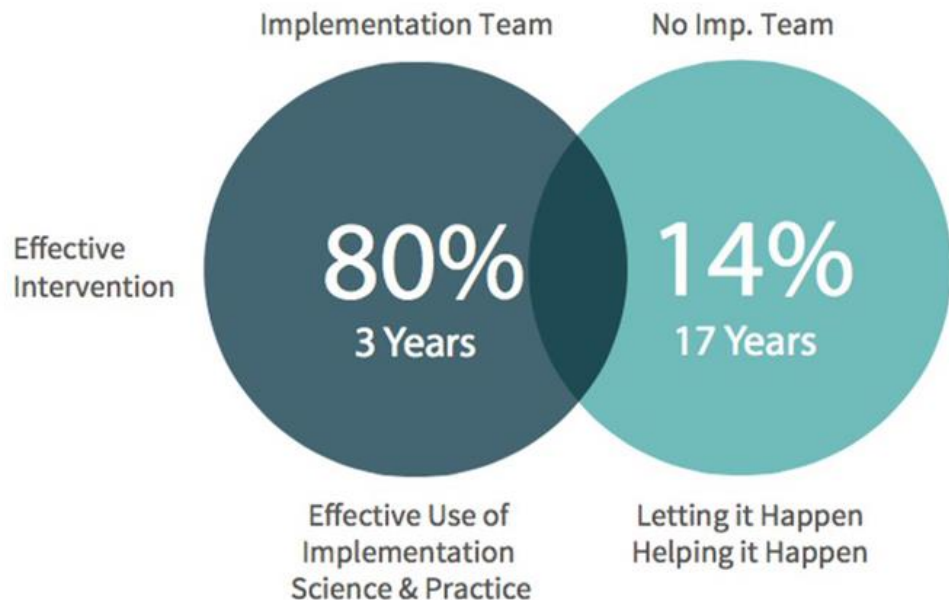 Implementation Team
No Imp. Team
Effective
Intervention
80%
3 Years
14%
17 Years
Effective Use of
Implementation
Science & Practice
Letting it Happen
Helping it Happen